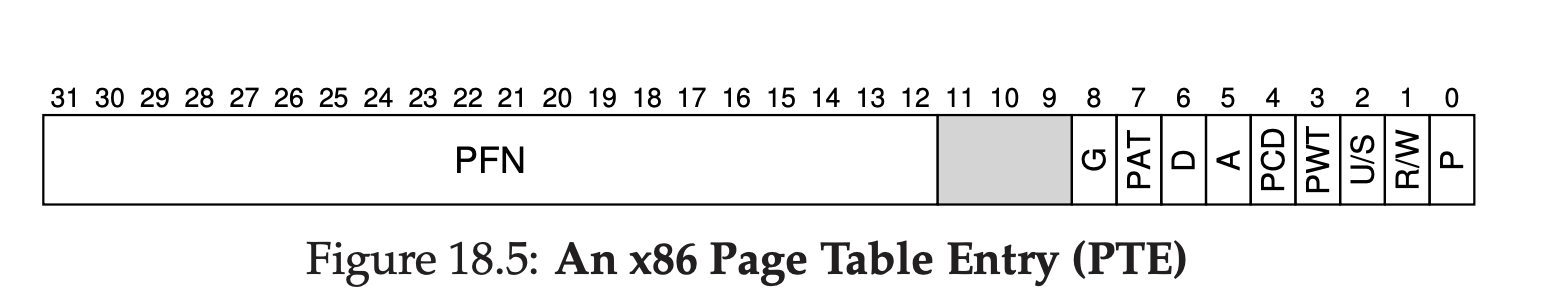 31 30 29 28 27 26 25 24 23 22 21 20 19 18 17 16 15 14 13 12 11 10 9 8 7 6 5 4 3 2 1 0
PFN G PAT D A PCD PWT U/S R/W P
Figure 18.5: An x86 Page Table Entry (PTE)